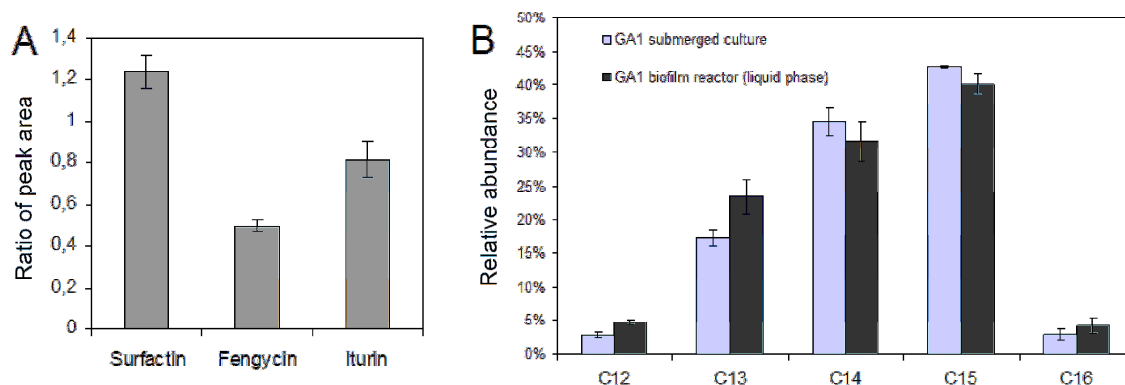 A
Ratio of peak area
1,4
1,2
1
0,8
0,6
0,4
0,2
0
Surfactin Fengycin Iturin
B
Relative abundance
50%
45%
40%
35%
30%
25%
20%
15%
10%
5%
0%
GA1 submerged culture
GA1 biofilm reactor (liquid phase)
C12 C13 C14 C15 C16